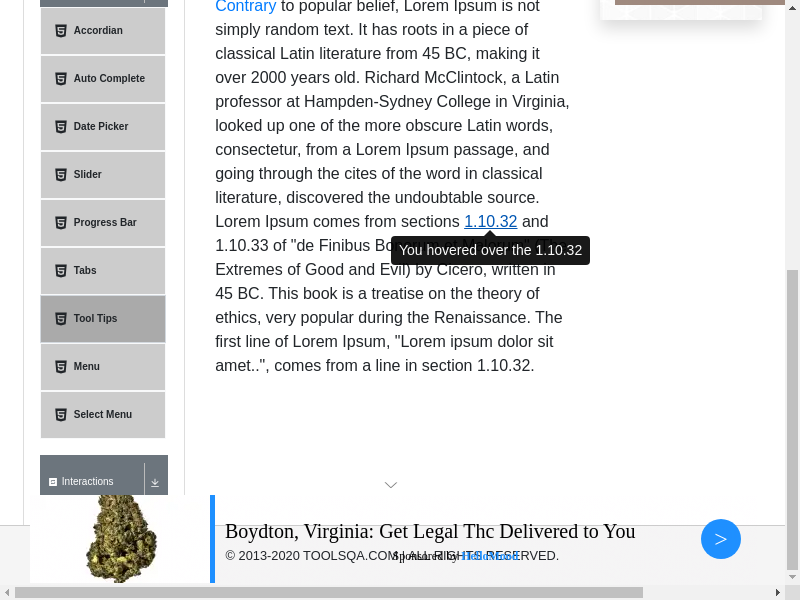 Accordian
Auto Complete
Date Picker
Slider
Progress Bar
Tabs
Tool Tips
Menu
Select Menu
Interactions
Contrary to popular belief, Lorem Ipsum is not
simply random text. It has roots in a piece of
classical Latin literature from 45 BC, making it
over 2000 years old. Richard McClintock, a Latin
professor at Hampden-Sydney College in Virginia,
looked up one of the more obscure Latin words,
consectetur, from a Lorem Ipsum passage, and
going through the cites of the word in classical
literature, discovered the undoubtable source.
Lorem Ipsum comes from sections 1.10.32 and
1.10.33 of "de Finibus
You hovered over the 1.10.32
Extremes of Good and Evil) by Cicero, written in
45 BC. This book is a treatise on the theory of
ethics, very popular during the Renaissance. The
first line of Lorem Ipsum, "Lorem ipsum dolor sit
amet..", comes from a line in section 1.10.32.
Boydton, Virginia: Get Legal Thc Delivered to You
© 2013-2020 TOOLSQA.COM | ALL RIGHTS RESERVED.